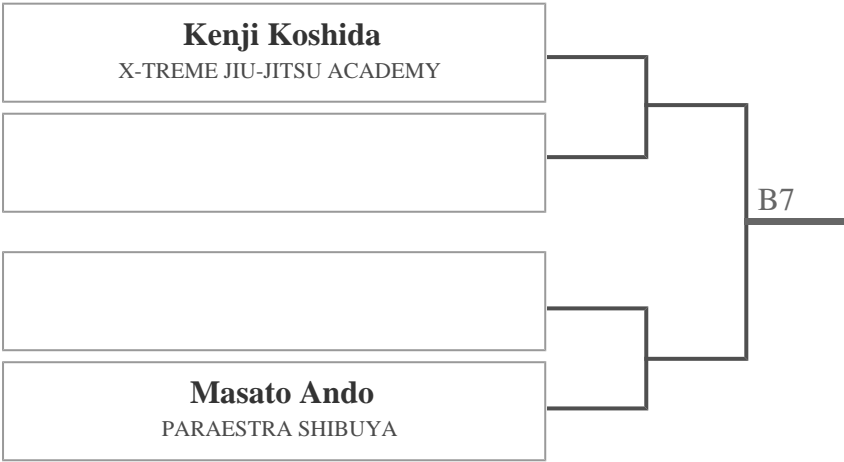 Kenji Koshida
X-TREME JIU-JITSU ACADEMY
B7
Masato Ando
PARAESTRA SHIBUYA